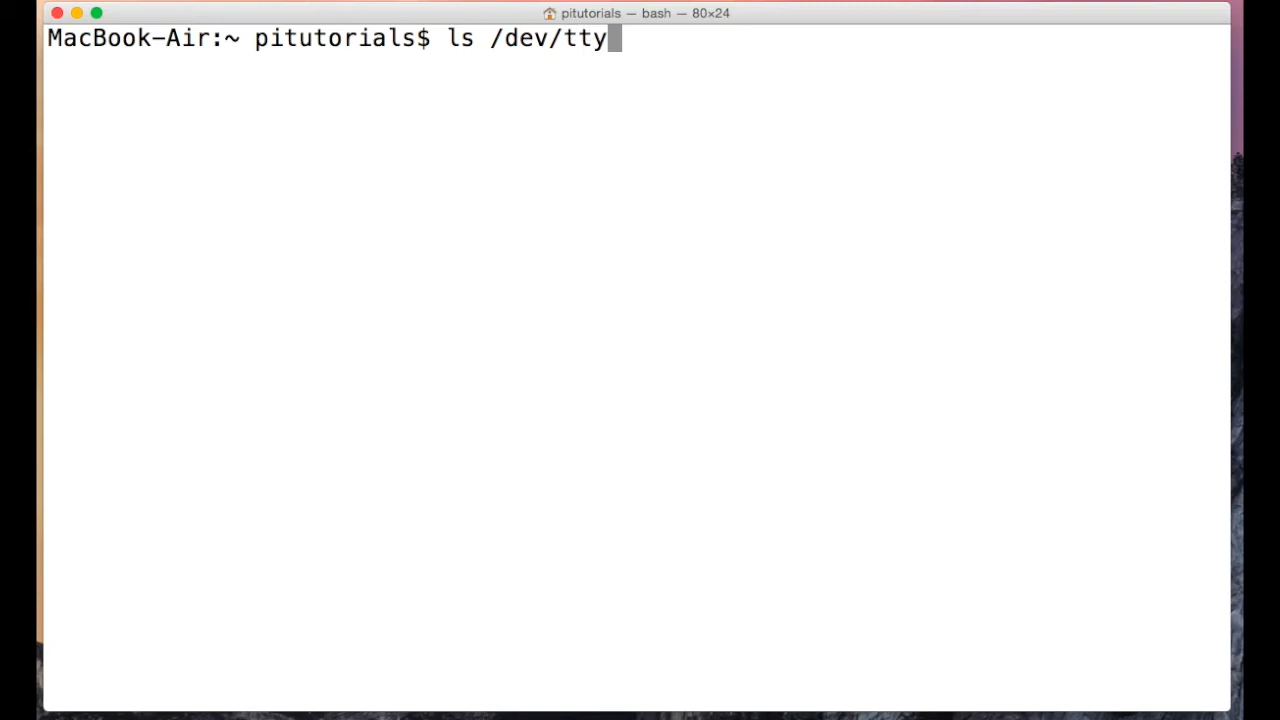 pitutorials — bash — 80×24
MacBook-Air:~ pitutorials$ ls /dev/tty